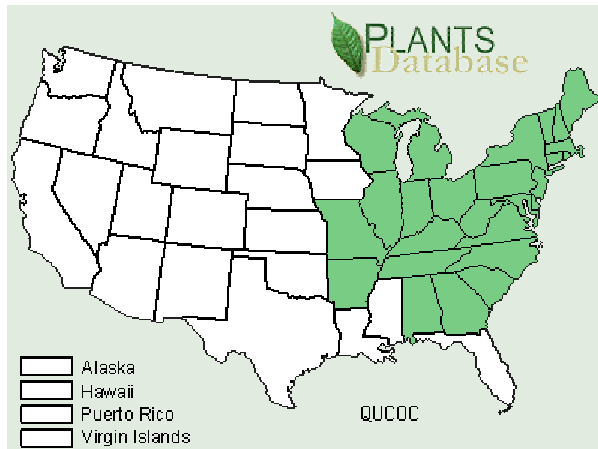 PLANTS
Database
Alaska
Hawaii
Puerto Rico
Virgin Islands
QUCOC